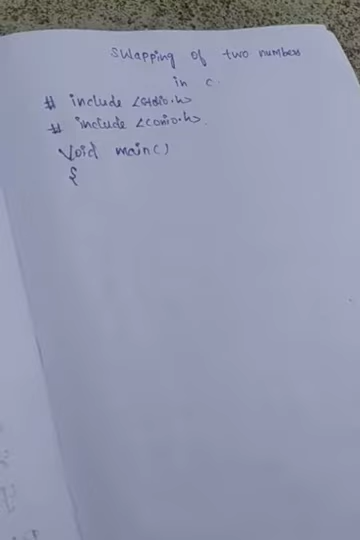 Swapping of two numbers
in c.
# include <stdio.h>
# include <conio.h>.
Void main()
{